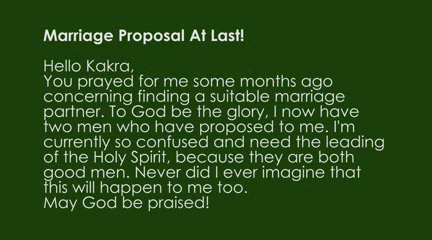 Marriage Proposal At Last!
Hello Kakra,
You prayed for me some months ago
concerning finding a suitable marriage
partner. To God be the glory, I now have
two men who have proposed to me. I'm
currently so confused and need the leading
of the Holy Spirit, because they are both
good men. Never did I ever imagine that
this will happen to me too.
May God be praised!